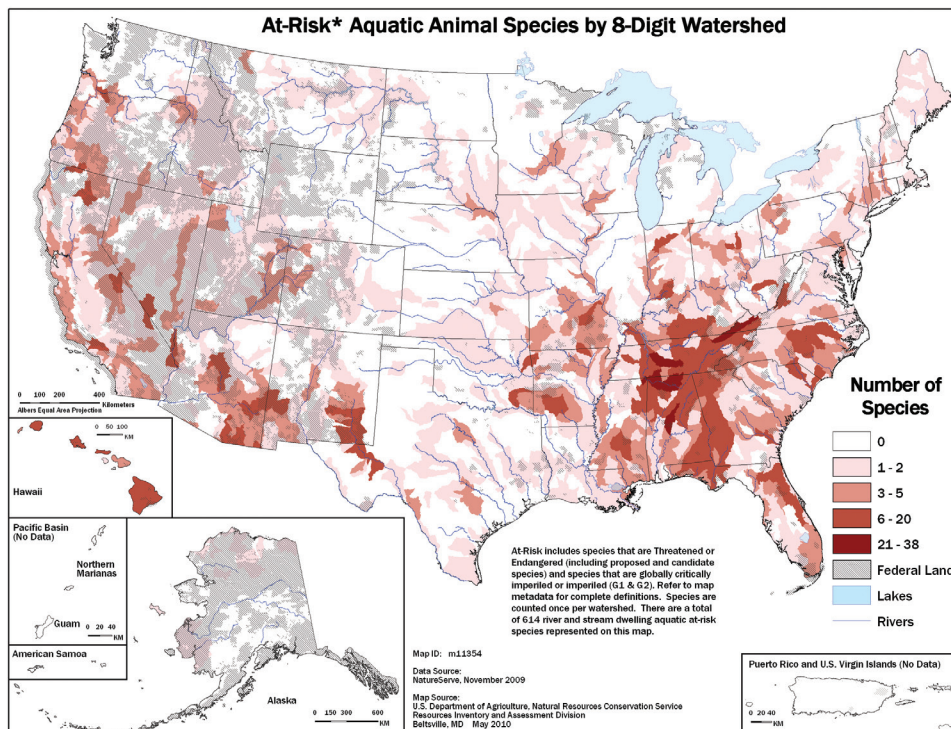 At-Risk* Aquatic Animal Species by 8-Digit Watershed
0 100 200 400
Kilometers
Albers Equal Area Projection
0 50 100
KM
Hawaii
Pacific Basin
(No Data)
Northern
Marianas
Guam
0 20 40
KM
American Samoa
Alaska
0 150 300 600
KM
Number of
Species
0
1 - 2
3 - 5
6 - 20
21 - 38
Federal Land
Lakes
Rivers
At-Risk includes species that are Threatened or
Endangered (including proposed and candidate
species) and species that are globally critically
imperiled or imperiled (G1 & G2). Refer to map
metadata for complete definitions. Species are
counted once per watershed. There are a total
of 614 river and stream dwelling aquatic at-risk
species represented on this map.
Map ID: m11354
Data Source:
NatureServe, November 2009
Map Source:
U.S. Department of Agriculture, Natural Resources Conservation Service
Resources Inventory and Assessment Division
Beltsville, MD May 2010
Puerto Rico and U.S. Virgin Islands (No Data)
0 20 40
KM